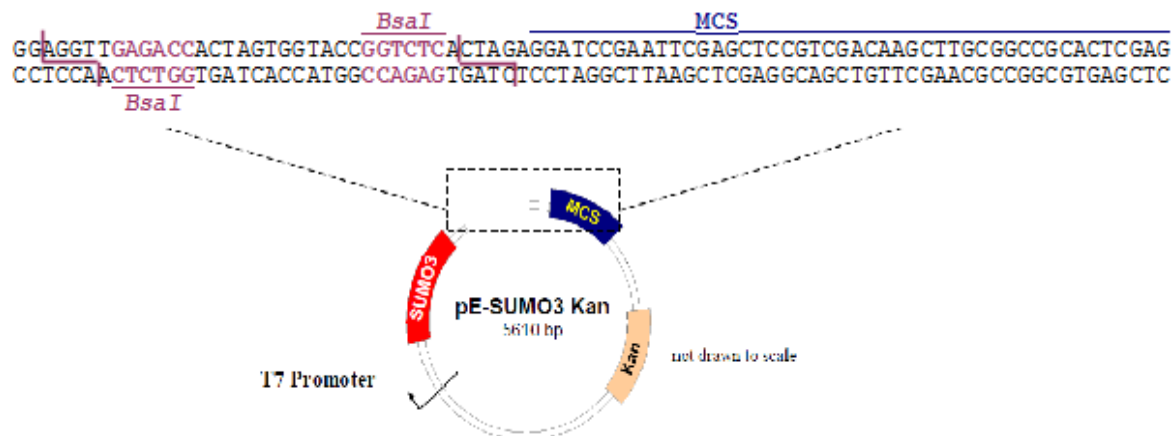 BsaI BsaI MCS
GGAGGTTGAGACCACTAGTGGTACCGGTCTCACTAGAGGATCCGAATTCGAGCTCCGTCGACAAGCTTGCGGCCGCACTCGAG
CCTCCAACTCTGGTGATCACCATGGCCAGAGTGATCTCCTAGGCTTAAGCTCGAGGCAGCTGTTCGAACGCCGGCGTGAGCTC
MCS
SUMO3
pE-SUMO3 Kan
5610 bp
Kan
not drawn to scale
T7 Promoter